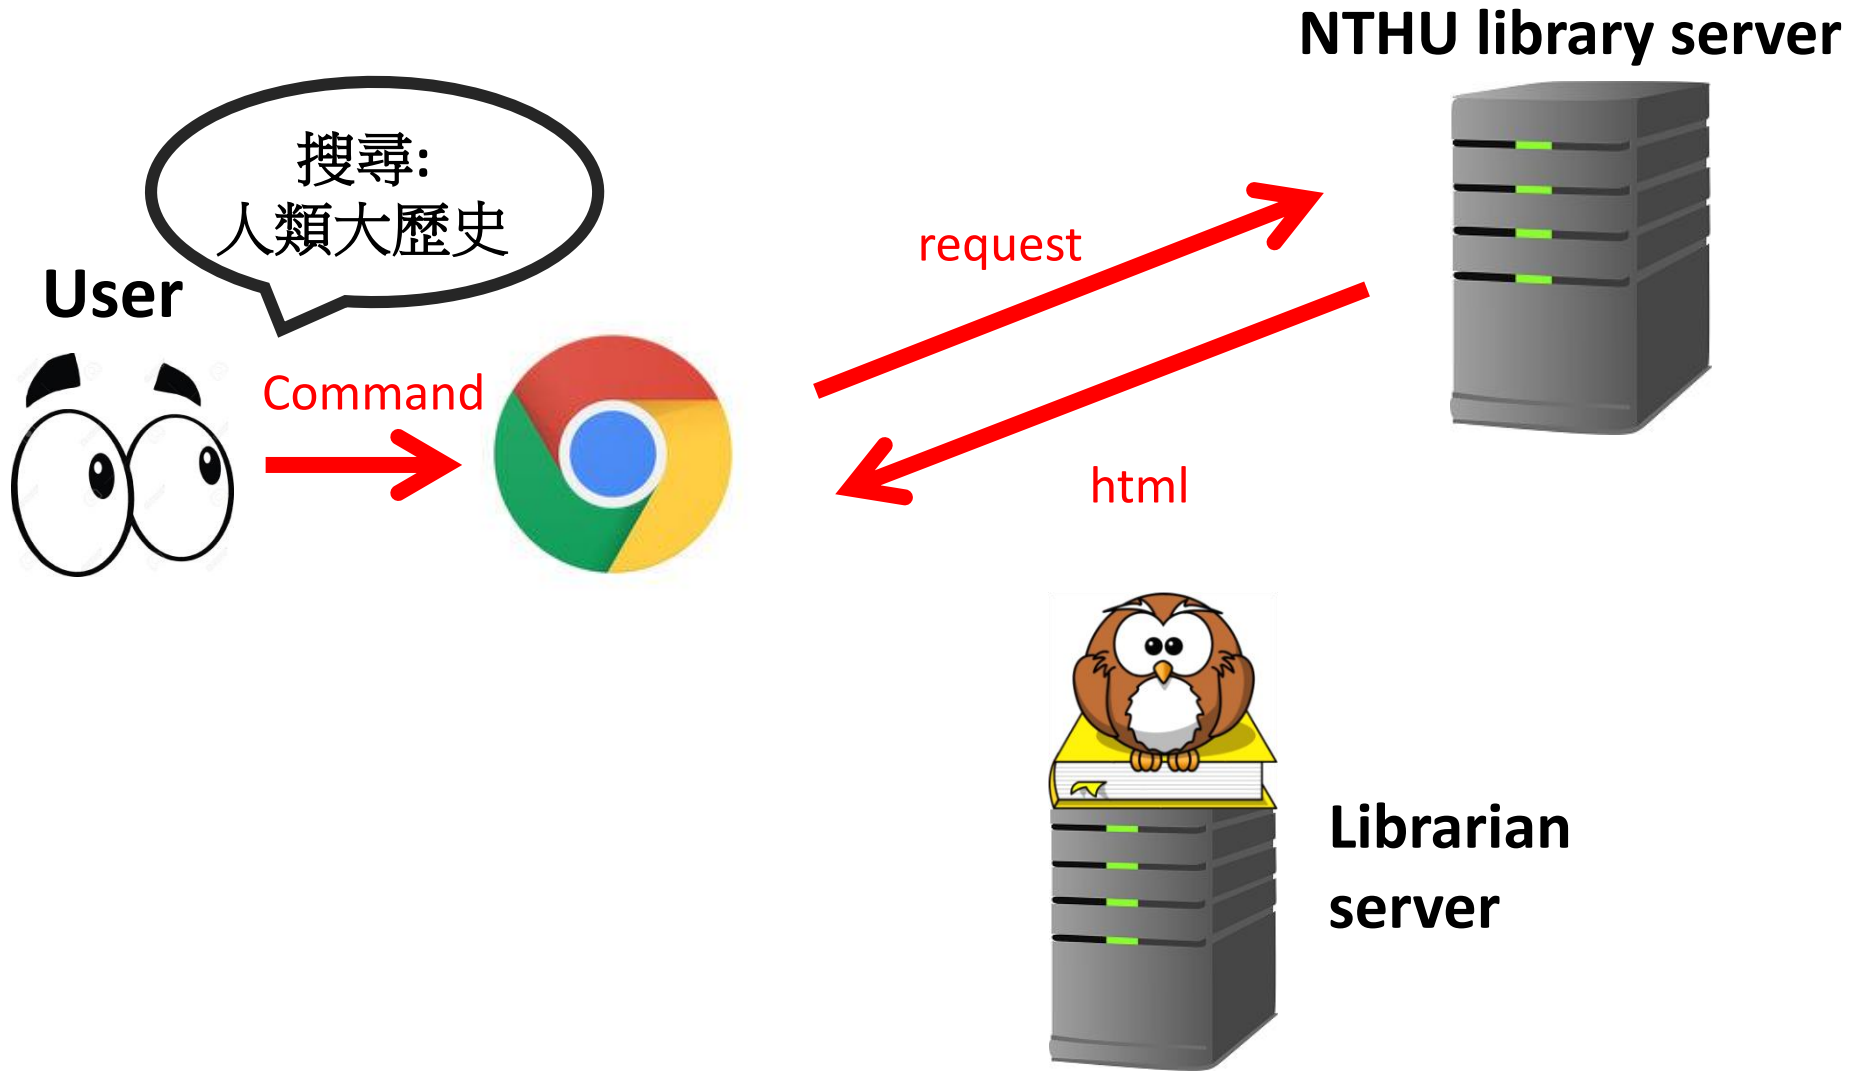 NTHU library server
搜尋:
人類大歷史
User
request
Command
html
Librarian
server